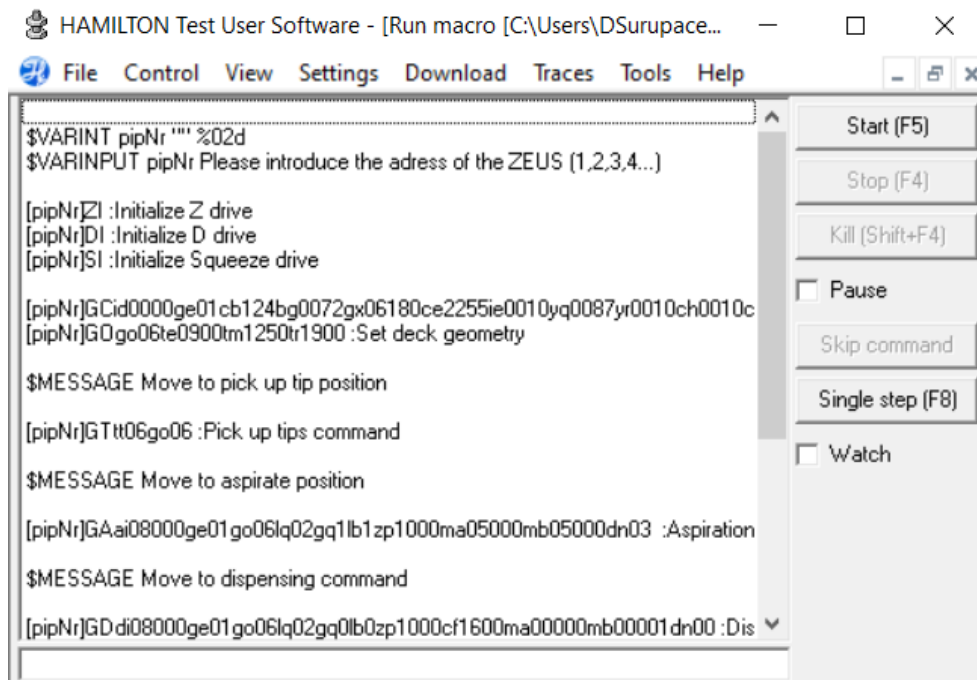 HAMILTON Test User Software - [Run macro [C:\Users\DSurupace...
File Control View Settings Download Traces Tools Help
$VARINT pipNr "" %02d
$VARINPUT pipNr Please introduce the adress of the ZEUS (1,2,3,4...)
[pipNr]ZI :Initialize Z drive
[pipNr]DI :Initialize D drive
[pipNr]SI :Initialize Squeeze drive
[pipNr]GCid0000ge01cb124bg0072gx06180ce2255ie0010yq0087yr0010ch0010c
[pipNr]GOgo06te0900tm1250tr1900 :Set deck geometry
$MESSAGE Move to pick up tip position
[pipNr]GTtt06go06 :Pick up tips command
$MESSAGE Move to aspirate position
[pipNr]GAai08000ge01go06lq02gq1lb1zp1000ma05000mb05000dn03 :Aspiration
$MESSAGE Move to dispensing command
[pipNr]GDdi08000ge01go06lq02gq0lb0zp1000cf1600ma00000mb00001dn00 :Dis
Start (F5)
Stop (F4)
Kill (Shift+F4)
Pause
Skip command
Single step (F8)
Watch